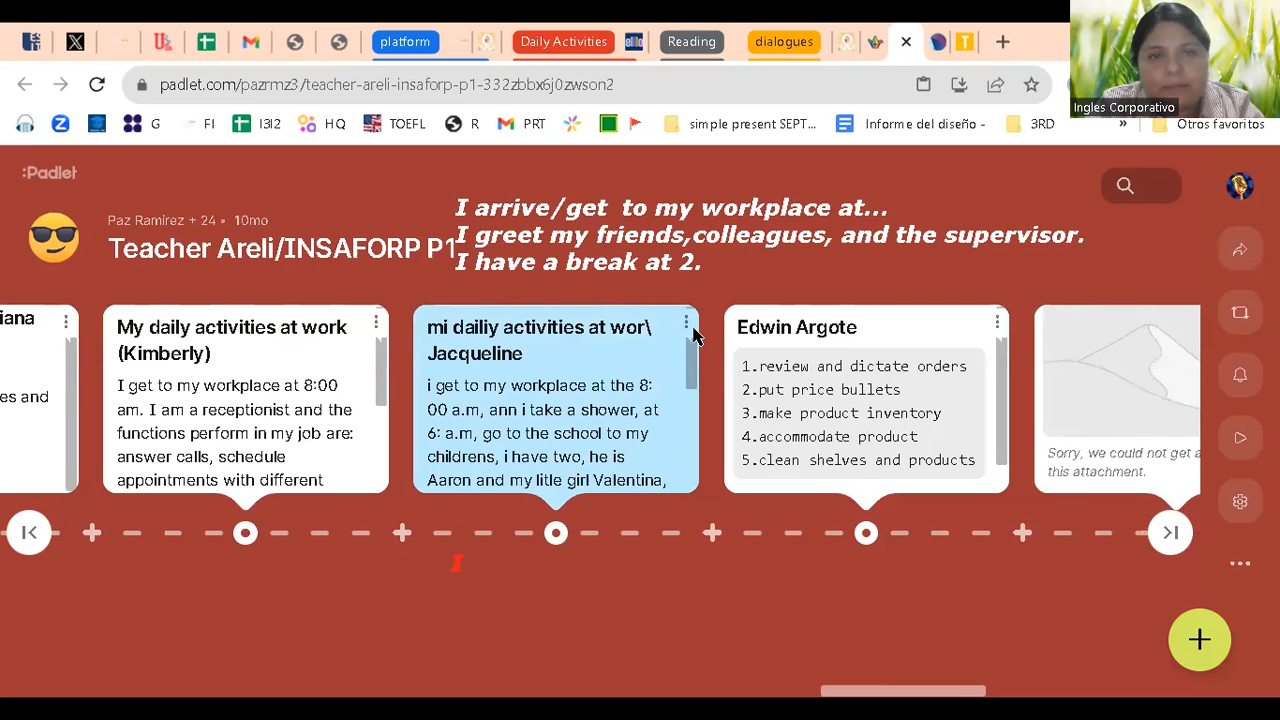 platform
Daily Activities
Reading
dialogues
padlet.com/pazrmz3/teacher-areli-insaforp-p1-332zbbx6j0zwson2
Ingles Corporativo
G
FI
I3I2
HQ
TOEFL
R
PRT
simple present SEPT...
Informe del diseño -
3RD
»
Otros favoritos
:Padlet
Paz Ramirez + 24 • 10mo
Teacher Areli/INSAFORP P1
I arrive/get to my workplace at...
I greet my friends,colleagues, and the supervisor.
I have a break at 2.
iana
es and
My daily activities at work
(Kimberly)
I get to my workplace at 8:00
am. I am a receptionist and the
functions perform in my job are:
answer calls, schedule
appointments with different
mi dailiy activities at wor\
Jacqueline
i get to my workplace at the 8:
00 a.m, ann i take a shower, at
6: a.m, go to the school to my
childrens, i have two, he is
Aaron and my litle girl Valentina,
Edwin Argote
1.review and dictate orders
2.put price bullets
3.make product inventory
4.accommodate product
5.clean shelves and products
Sorry, we could not get a
this attachment.
I